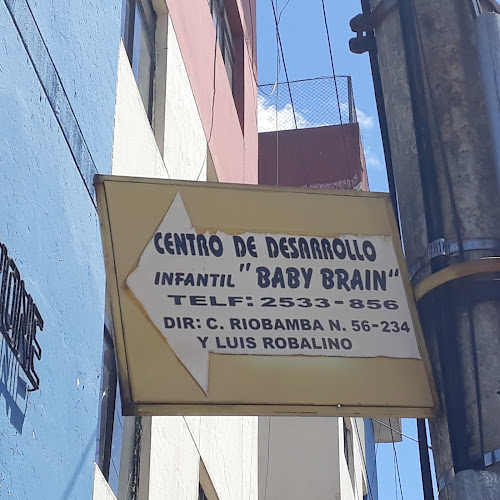 CENTRO DE DESARROLLO
INFANTIL "BABY BRAIN"
TELF: 2533-856
DIR: C. RIOBAMBA N. 56-234
Y LUIS ROBALINO